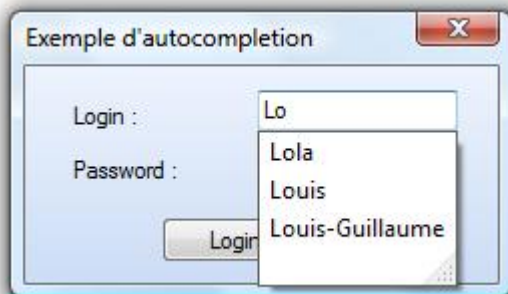 Exemple d'autocompletion
Login : Lo
Lola
Password :
Louis
Louis-Guillaume
Login